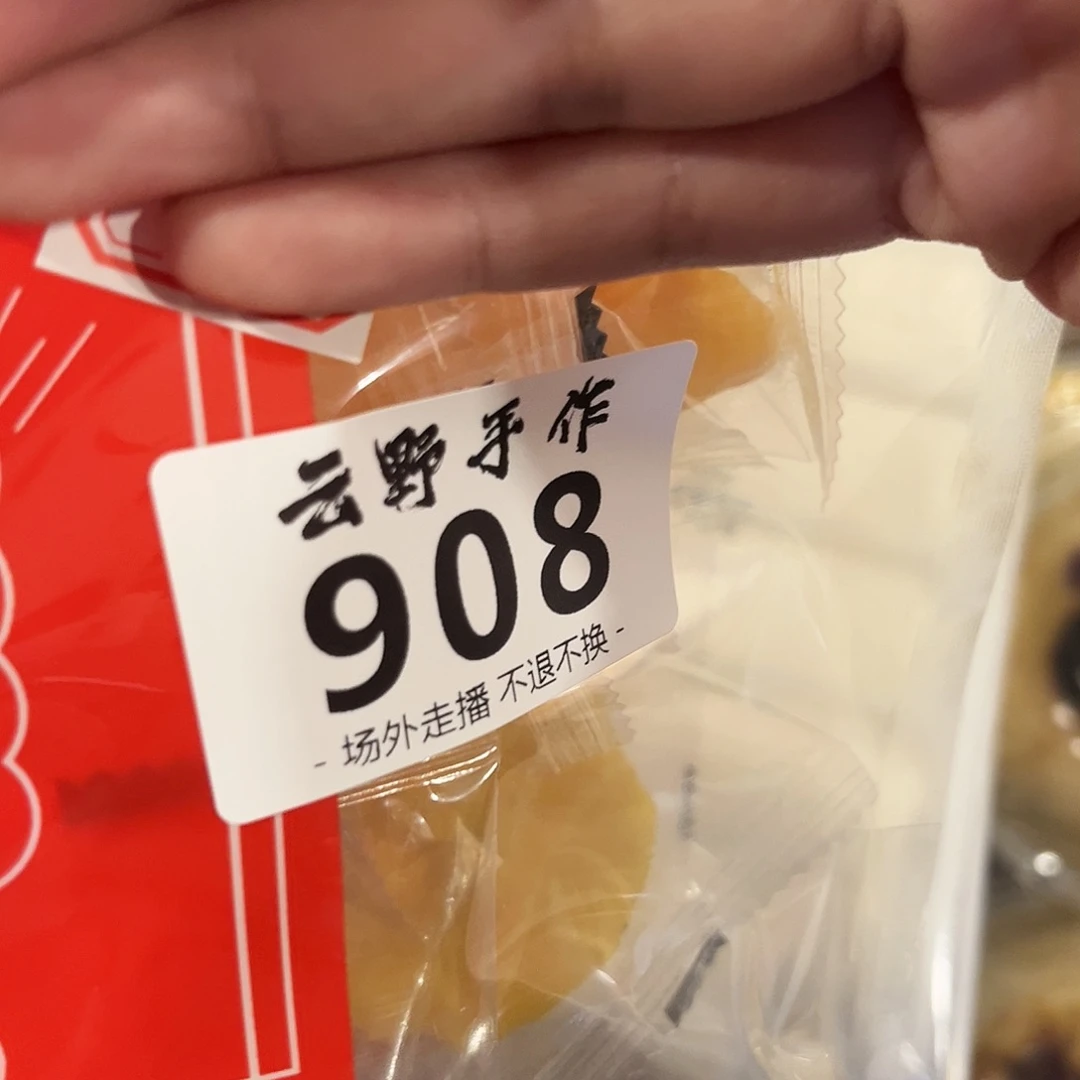 云野手作
908
- 场外走播 不退不换 -